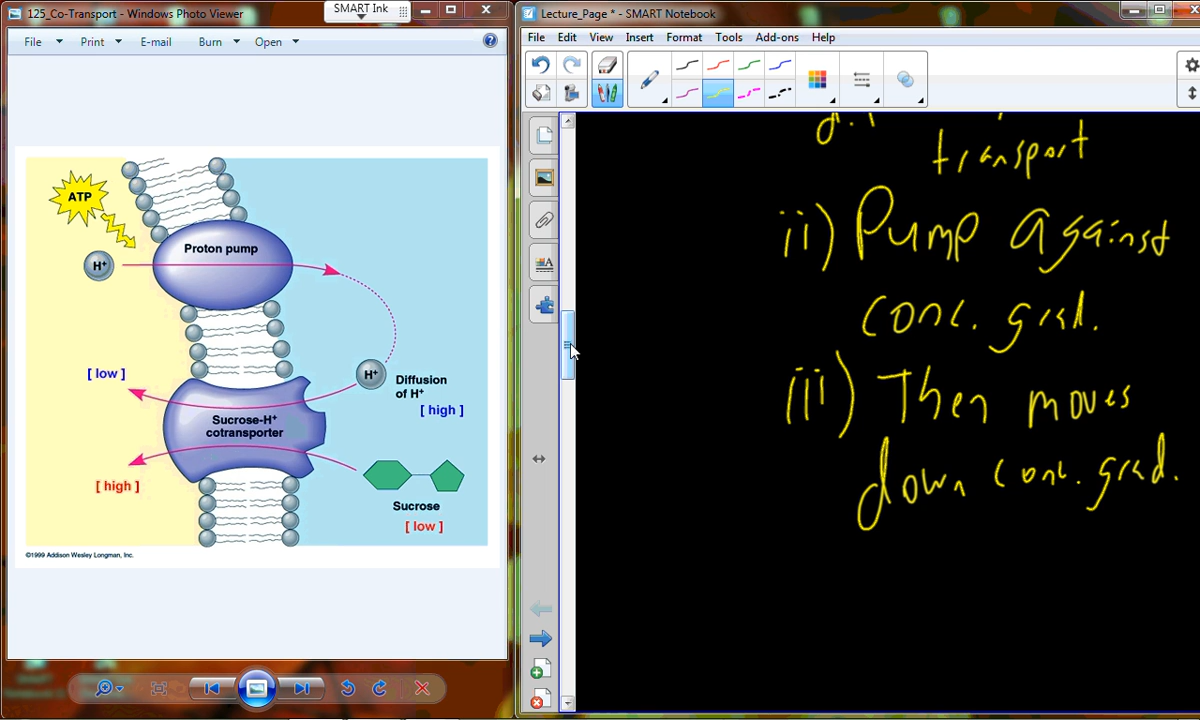 125_Co-Transport - Windows Photo Viewer
SMART Ink
File Print E-mail Burn Open
ATP
H+
Proton pump
[ low ]
H+
Diffusion
of H+
[ high ]
Sucrose-H+
cotransporter
[ high ]
Sucrose
[ low ]
©1999 Addison Wesley Longman, Inc.
Lecture_Page * - SMART Notebook
File Edit View Insert Format Tools Add-ons Help
transport
ii) Pump against
conc. grad.
iii) Then moves
down conc. grad.